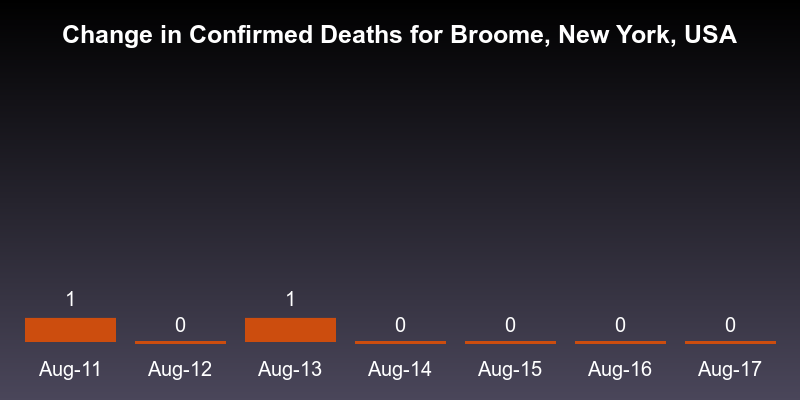 Change in Confirmed Deaths for Broome, New York, USA
1 0 1 0 0 0 0
Aug-11 Aug-12 Aug-13 Aug-14 Aug-15 Aug-16 Aug-17